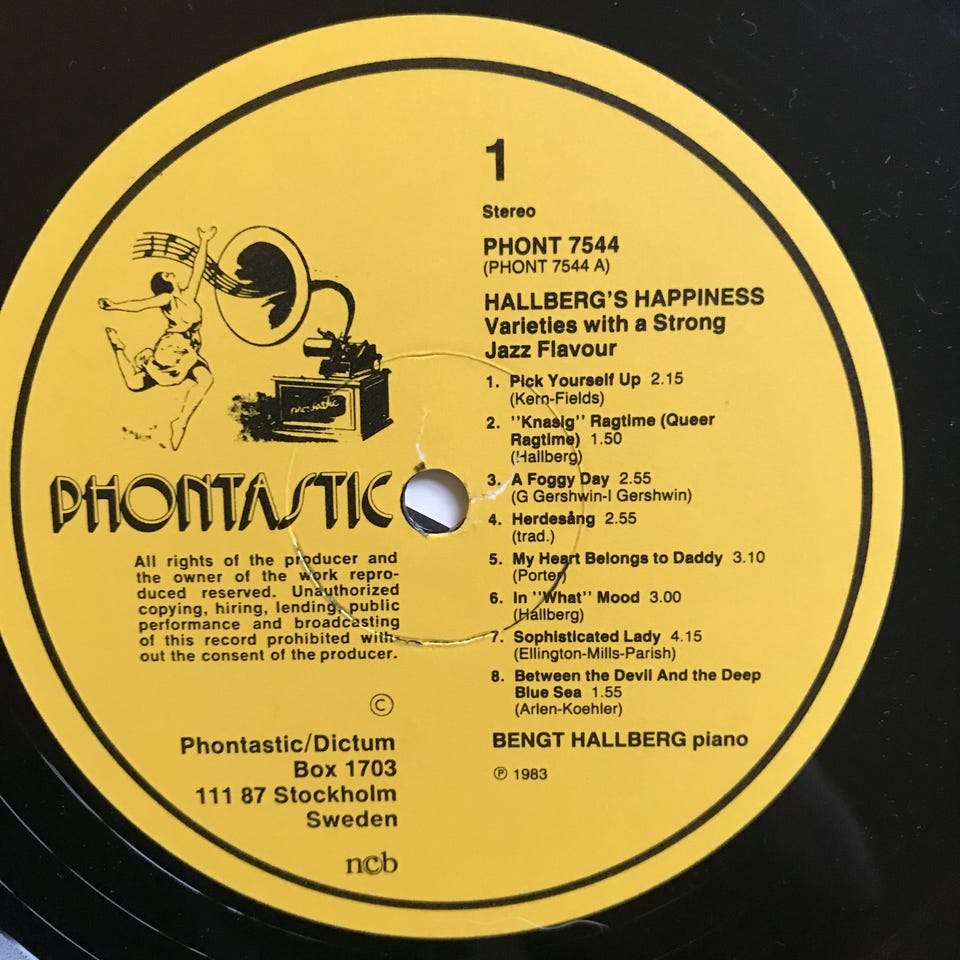 1
Stereo
PHONT 7544
(PHONT 7544 A)
HALLBERG'S HAPPINESS
Varieties with a Strong
Jazz Flavour
1. Pick Yourself Up 2.15
(Kern-Fields)
2. "Knasig" Ragtime (Queer
Ragtime) 1.50
(Hallberg)
3. A Foggy Day 2.55
(G Gershwin-I Gershwin)
4. Herdesång 2.55
(trad.)
5. My Heart Belongs to Daddy 3.10
(Porter)
6. In "What" Mood 3.00
(Hallberg)
7. Sophisticated Lady 4.15
(Ellington-Mills-Parish)
8. Between the Devil And the Deep
Blue Sea 1.55
(Arlen-Koehler)
BENGT HALLBERG piano
℗ 1983
phontastic
PHONTASTIC
All rights of the producer and
the owner of the work repro-
duced reserved. Unauthorized
copying, hiring, lending, public
performance and broadcasting
of this record prohibited with-
out the consent of the producer.
©
Phontastic/Dictum
Box 1703
111 87 Stockholm
Sweden
ncb